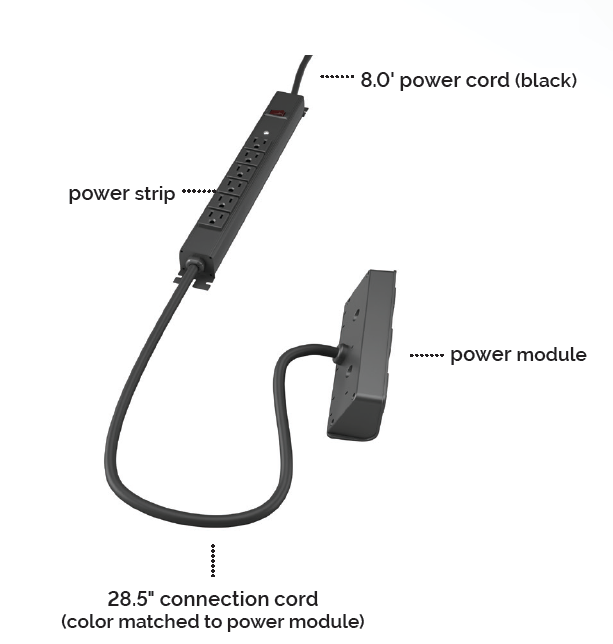 8.0' power cord (black)
power strip
power module
28.5" connection cord
(color matched to power module)